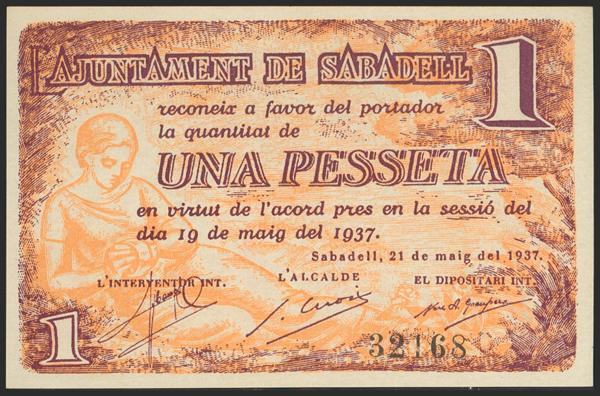 AJUNTAMENT DE SABADELL
1
reconeix a favor del portador
la quantitat de
UNA PESSETA
en virtut de l'acord pres en la sessió del
dia 19 de maig del 1937.
Sabadell, 21 de maig del 1937.
L'INTERVENTOR INT.
L'ALCALDE
EL DIPOSITARI INT.
1
32168